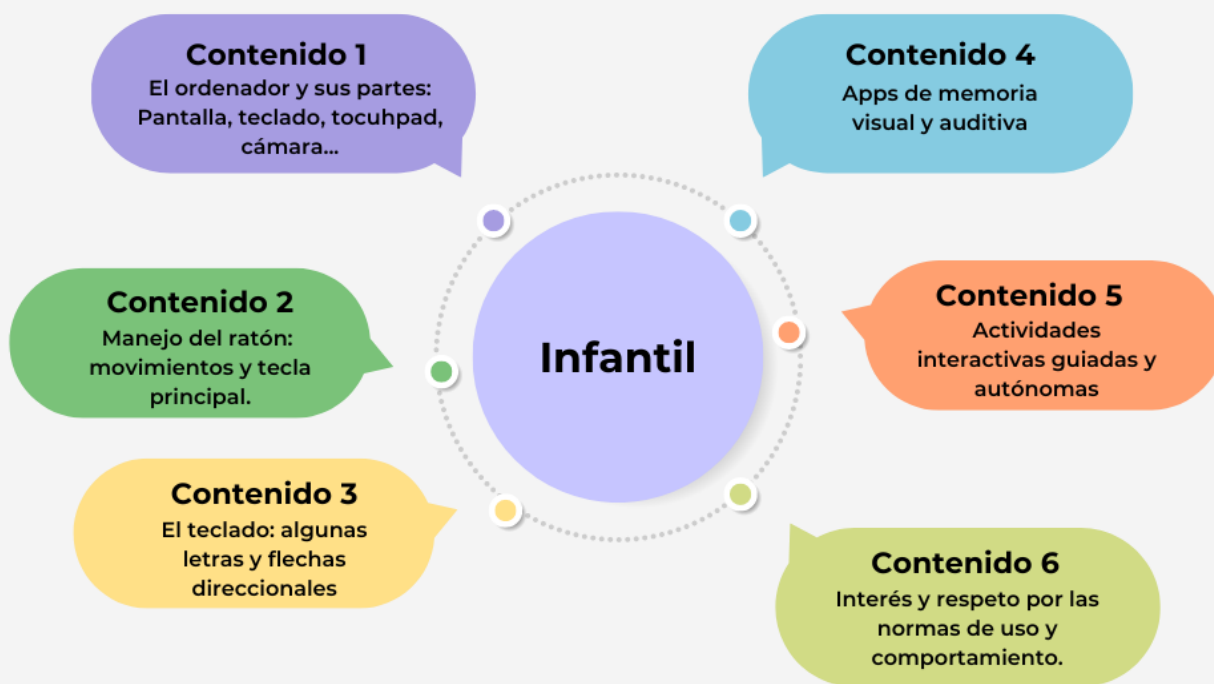 Contenido 1
El ordenador y sus partes:
Pantalla, teclado, tocuhpad,
cámara...
Contenido 2
Manejo del ratón:
movimientos y tecla
principal.
Contenido 3
El teclado: algunas
letras y flechas
direccionales
Infantil
Contenido 4
Apps de memoria
visual y auditiva
Contenido 5
Actividades
interactivas guiadas y
autónomas
Contenido 6
Interés y respeto por las
normas de uso y
comportamiento.